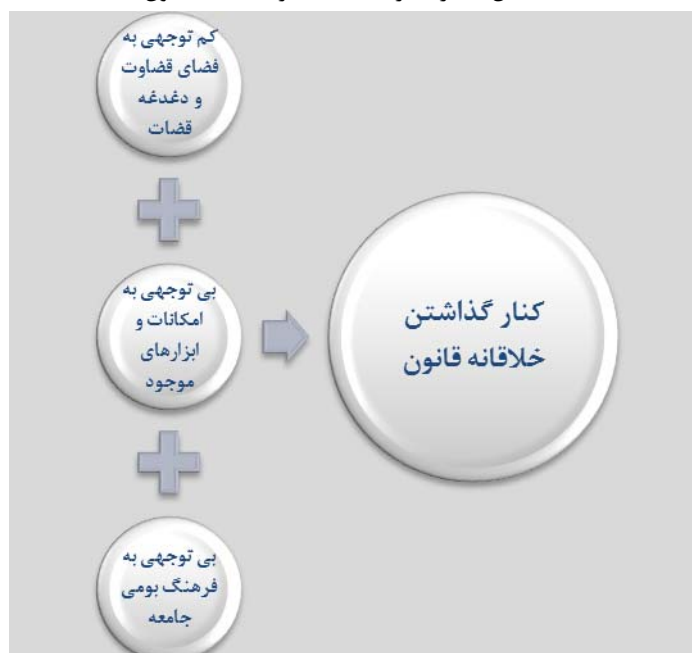 کم توجهی به
فضای قضاوت
و دغدغه
قضات
بی توجهی به
امکانات و
ابزارهای
موجود
بی توجهی به
فرهنگ بومی
جامعه
کنار گذاشتن
خلاقانه قانون